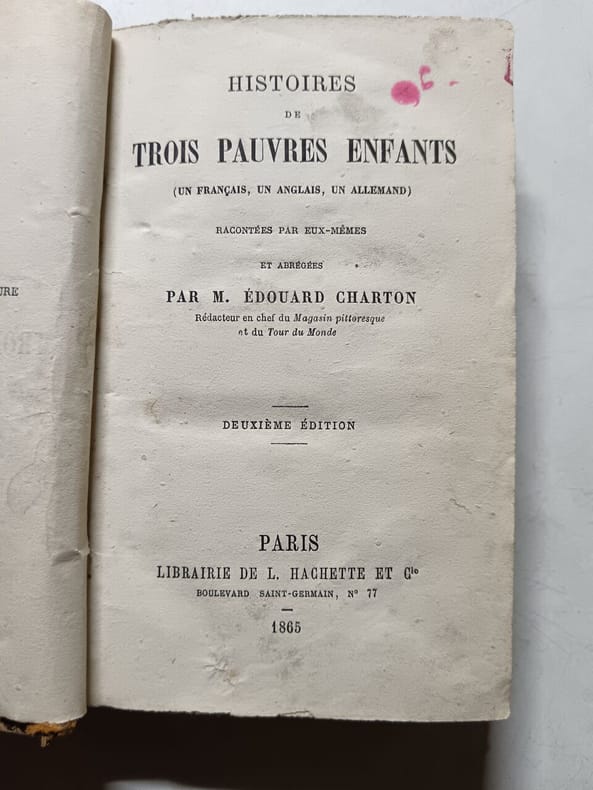 HISTOIRES
DE
TROIS PAUVRES ENFANTS
(UN FRANÇAIS, UN ANGLAIS, UN ALLEMAND)
RACONTÉES PAR EUX-MÊMES
ET ABRÉGÉES
PAR M. ÉDOUARD CHARTON
Rédacteur en chef du Magasin pittoresque
et du Tour du Monde
DEUXIÈME ÉDITION
PARIS
LIBRAIRIE DE L. HACHETTE ET Cie
BOULEVARD SAINT-GERMAIN, N° 77
1865